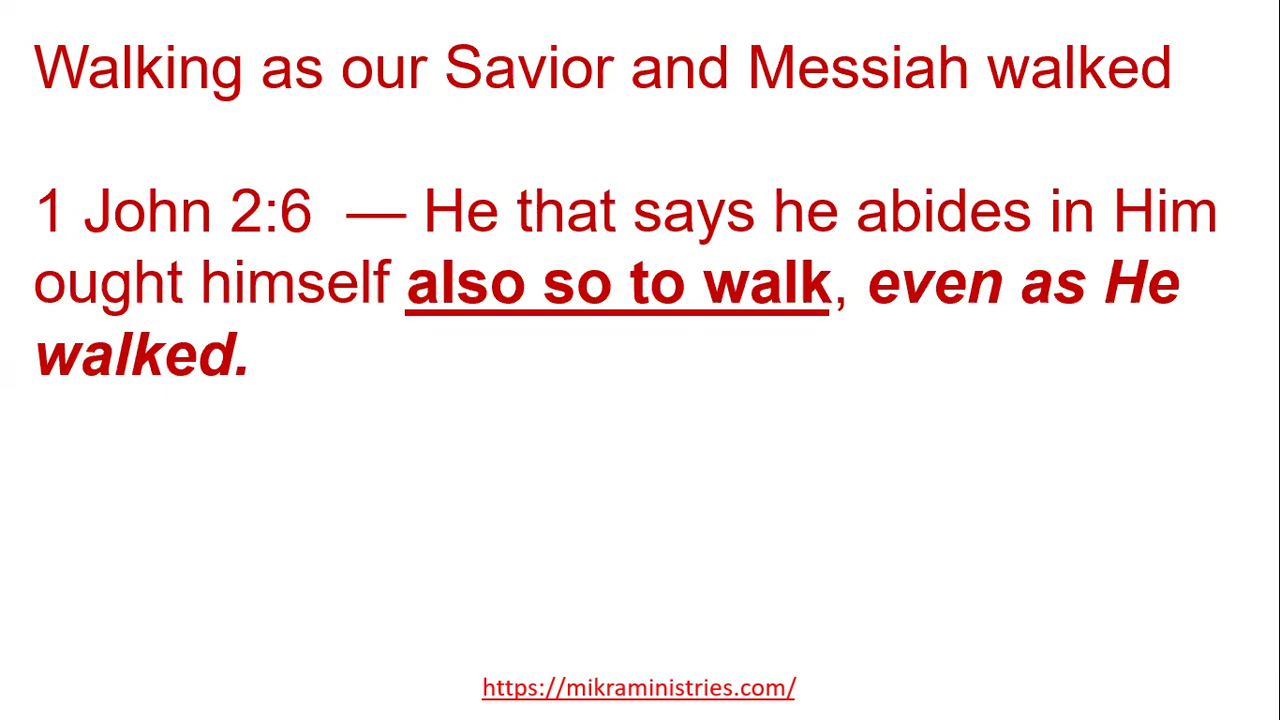 Walking as our Savior and Messiah walked
1 John 2:6 — He that says he abides in Him
ought himself also so to walk, even as He
walked.
https://mikraministries.com/